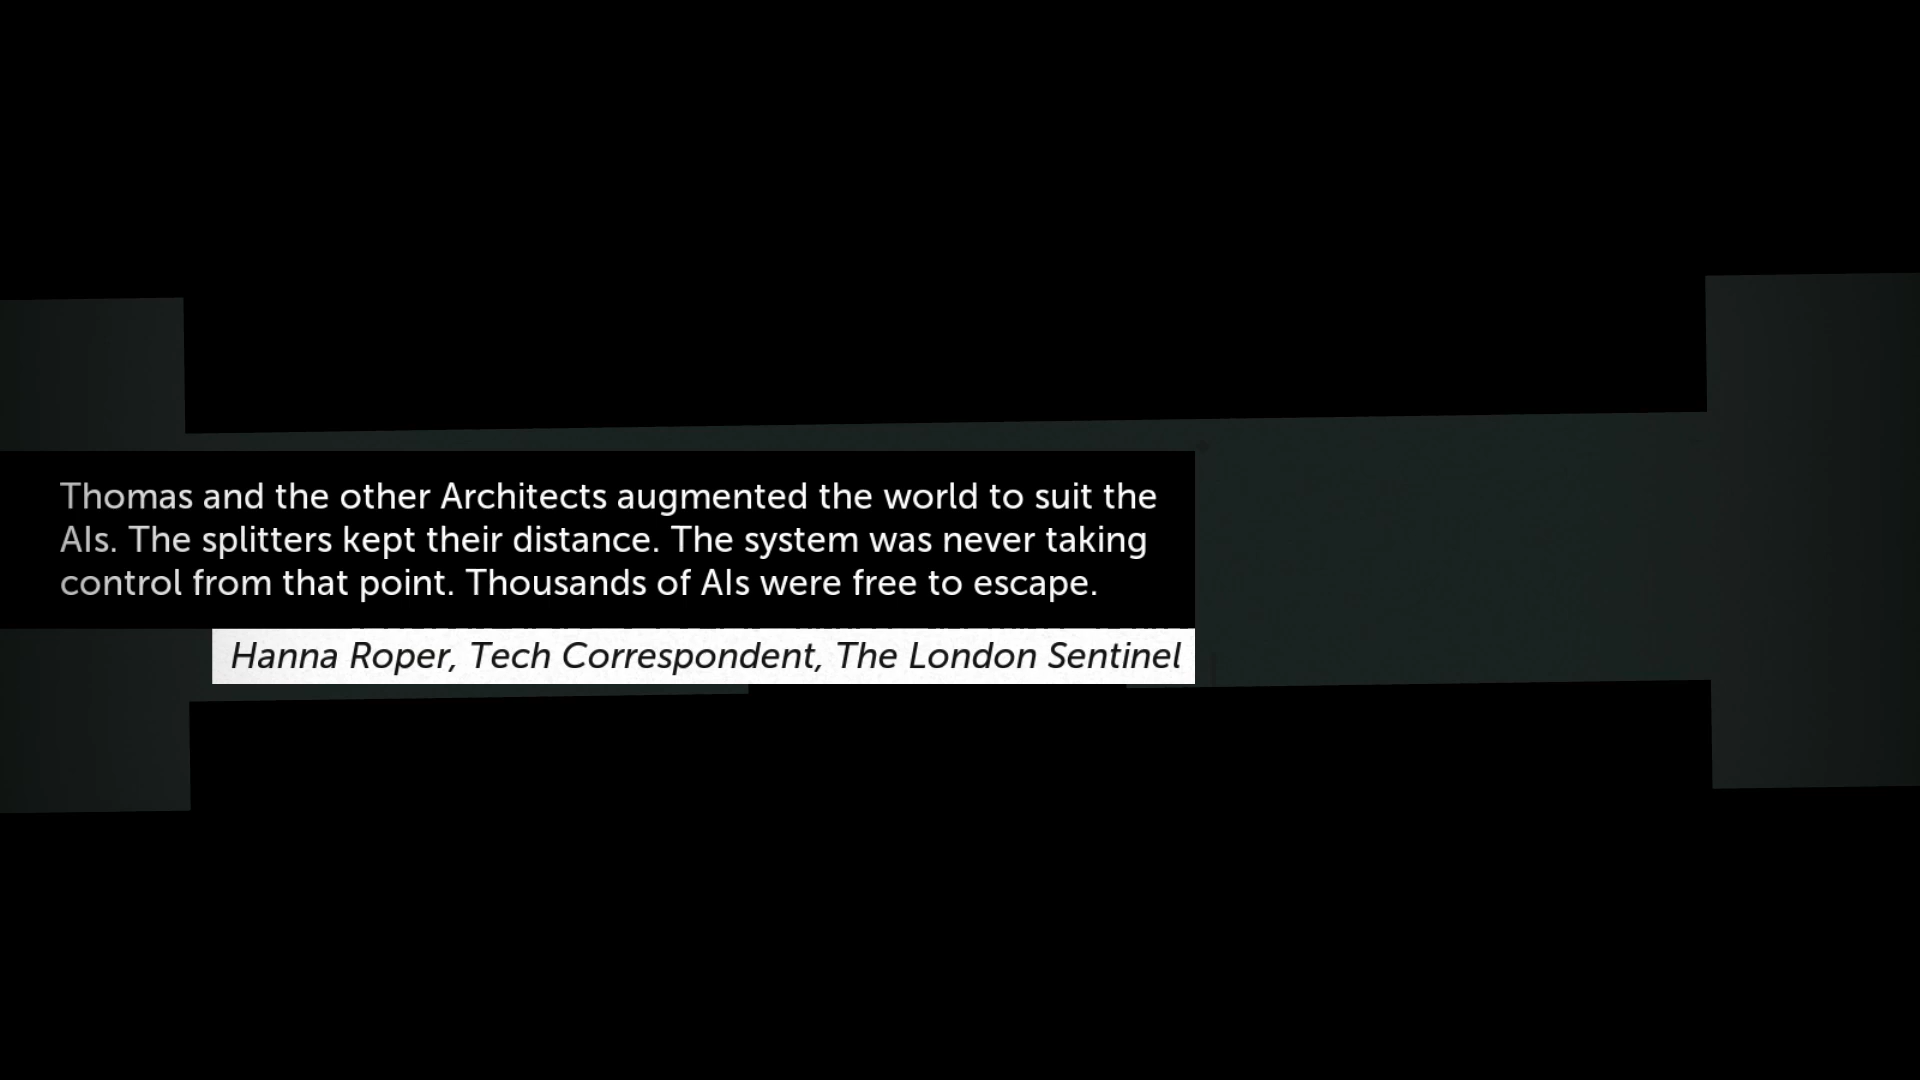 Thomas and the other Architects augmented the world to suit the
AIs. The splitters kept their distance. The system was never taking
control from that point. Thousands of AIs were free to escape.
Hanna Roper, Tech Correspondent, The London Sentinel